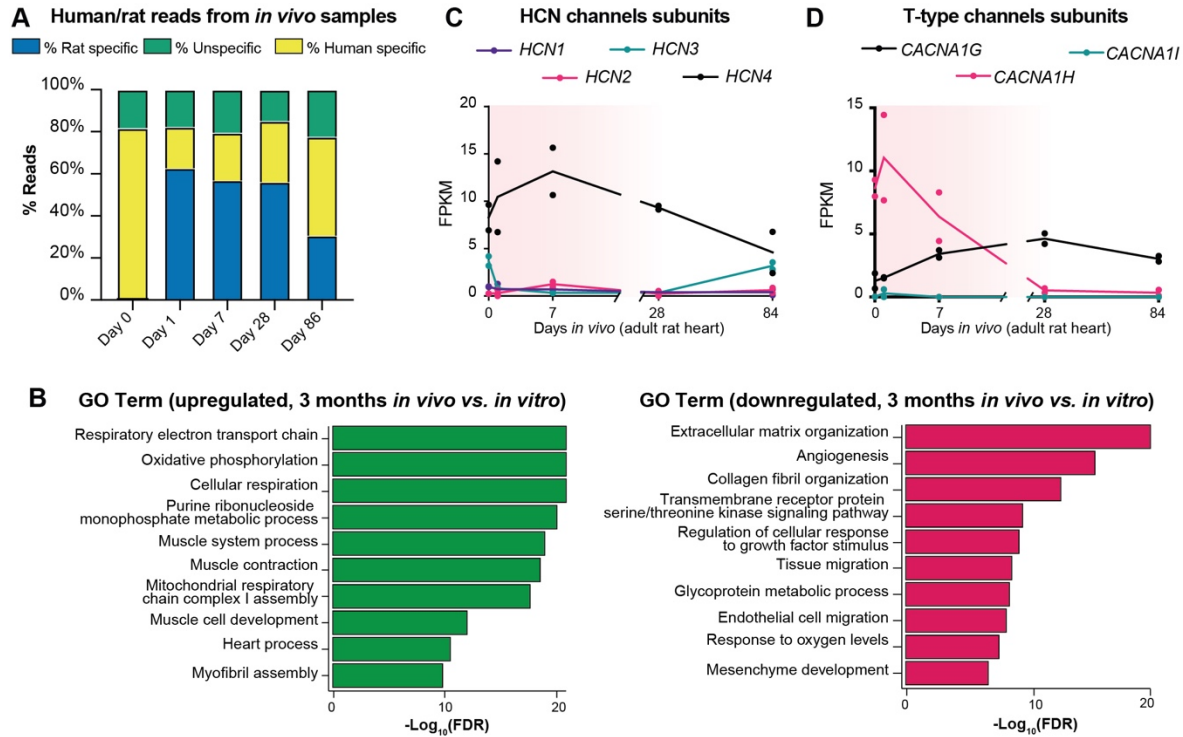 A Human/rat reads from in vivo samples
% Rat specific % Unspecific % Human specific
% Reads
100%
80%
60%
40%
20%
0%
Day 0 Day 1 Day 7 Day 28 Day 86
C HCN channels subunits
HCN1 HCN3
HCN2 HCN4
FPKM
20
15
10
5
0
0 7 28 84
Days in vivo (adult rat heart)
D T-type channels subunits
CACNA1G CACNA1I
CACNA1H
FPKM
15
10
5
0
0 7 28 84
Days in vivo (adult rat heart)
B GO Term (upregulated, 3 months in vivo vs. in vitro)
Respiratory electron transport chain
Oxidative phosphorylation
Cellular respiration
Purine ribonucleoside
monophosphate metabolic process
Muscle system process
Muscle contraction
Mitochondrial respiratory
chain complex I assembly
Muscle cell development
Heart process
Myofibril assembly
0 10 20
-Log10(FDR)
GO Term (downregulated, 3 months in vivo vs. in vitro)
Extracellular matrix organization
Angiogenesis
Collagen fibril organization
Transmembrane receptor protein
serine/threonine kinase signaling pathway
Regulation of cellular response
to growth factor stimulus
Tissue migration
Glycoprotein metabolic process
Endothelial cell migration
Response to oxygen levels
Mesenchyme development
0 10 20
-Log10(FDR)